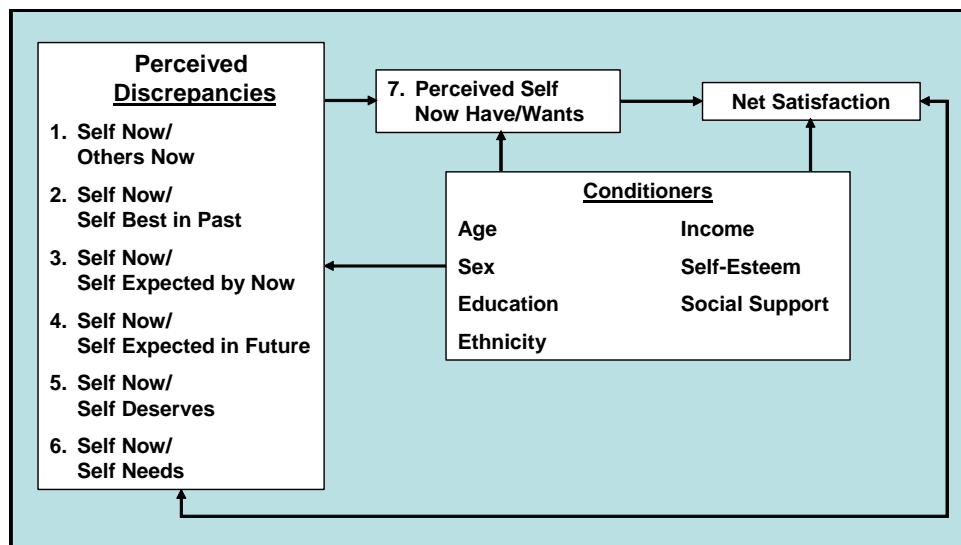 Perceived
Discrepancies
1. Self Now/
Others Now
2. Self Now/
Self Best in Past
3. Self Now/
Self Expected by Now
4. Self Now/
Self Expected in Future
5. Self Now/
Self Deserves
6. Self Now/
Self Needs
7. Perceived Self
Now Have/Wants
Net Satisfaction
Conditioners
Age
Sex
Education
Ethnicity
Income
Self-Esteem
Social Support